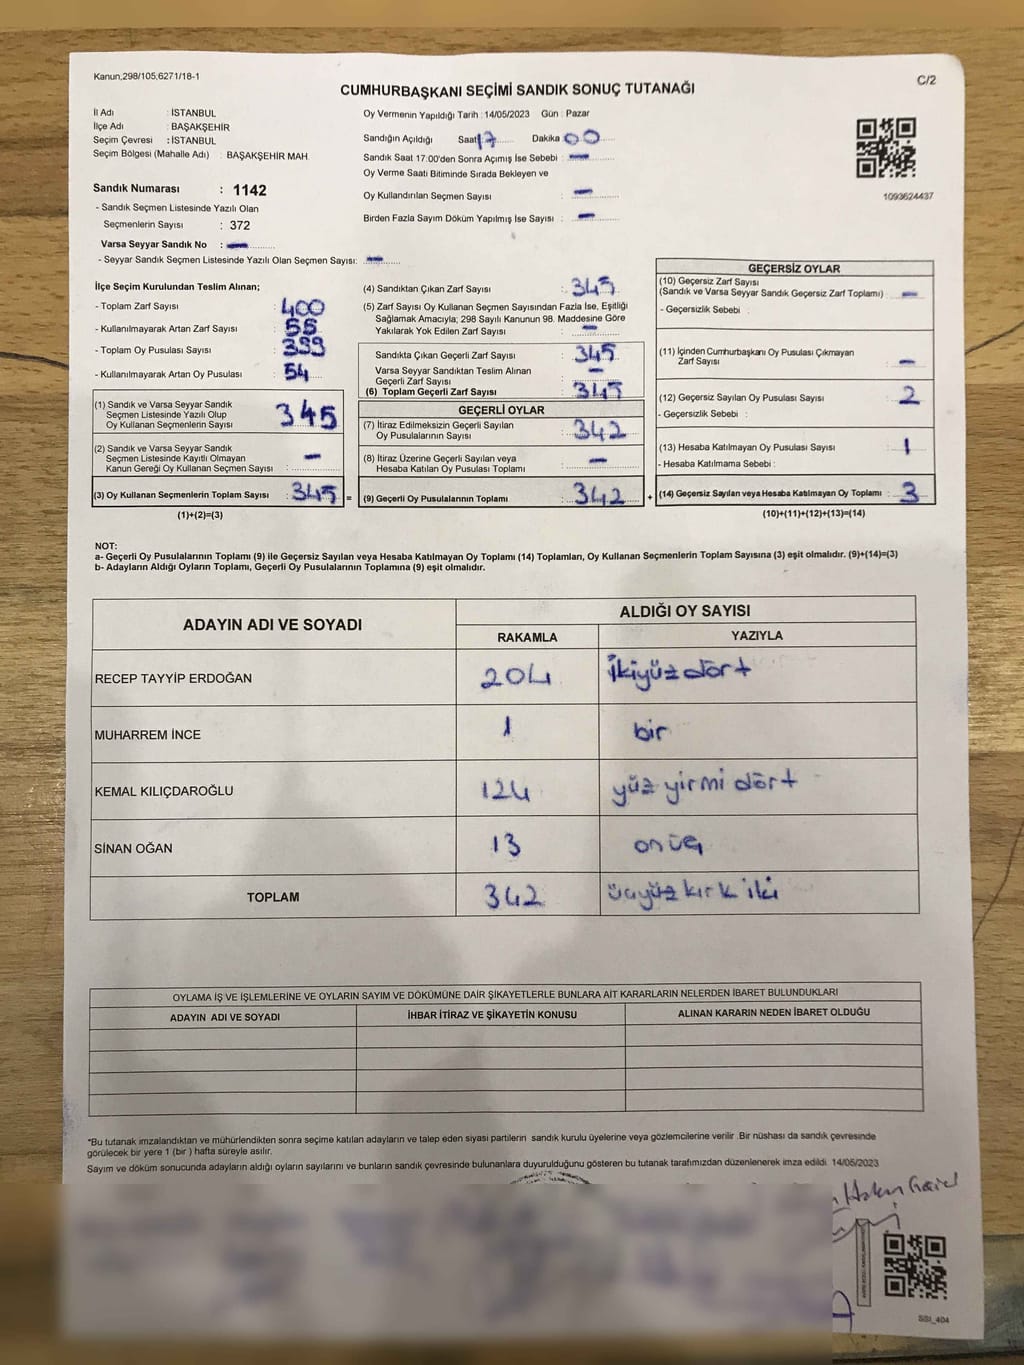 Kanun,298/105,6271/18-1
C/2
CUMHURBAŞKANI SEÇİMİ SANDIK SONUÇ TUTANAĞI
İl Adı : İSTANBUL
İlçe Adı : BAŞAKŞEHİR
Seçim Çevresi : İSTANBUL
Seçim Bölgesi (Mahalle Adı) : BAŞAKŞEHİR MAH.
Sandık Numarası : 1142
- Sandık Seçmen Listesinde Yazılı Olan
Seçmenlerin Sayısı : 372
Varsa Seyyar Sandık No : —
- Seyyar Sandık Seçmen Listesinde Yazılı Olan Seçmen Sayısı: —
Oy Vermenin Yapıldığı Tarih : 14/05/2023 Gün : Pazar
Sandığın Açıldığı Saat 17 Dakika 00
Sandık Saat 17:00'den Sonra Açımış İse Sebebi : —
Oy Verme Saati Bitiminde Sırada Bekleyen ve
Oy Kullandırılan Seçmen Sayısı : —
Birden Fazla Sayım Döküm Yapılmış İse Sayısı : —
1093624437
İlçe Seçim Kurulundan Teslim Alınan;
- Toplam Zarf Sayısı : 400
- Kullanılmayarak Artan Zarf Sayısı : 55
- Toplam Oy Pusulası Sayısı : 399
- Kullanılmayarak Artan Oy Pusulası : 54
(1) Sandık ve Varsa Seyyar Sandık
Seçmen Listesinde Yazılı Olup
Oy Kullanan Seçmenlerin Sayısı : 345
(2) Sandık ve Varsa Seyyar Sandık
Seçmen Listesinde Kayıtlı Olmayan
Kanun Gereği Oy Kullanan Seçmen Sayısı : —
(3) Oy Kullanan Seçmenlerin Toplam Sayısı : 345 =
(1)+(2)=(3)
(4) Sandıktan Çıkan Zarf Sayısı : 345
(5) Zarf Sayısı Oy Kullanan Seçmen Sayısından Fazla İse, Eşitliği
Sağlamak Amacıyla; 298 Sayılı Kanunun 98. Maddesine Göre
Yakılarak Yok Edilen Zarf Sayısı : —
Sandıkta Çıkan Geçerli Zarf Sayısı : 345
Varsa Seyyar Sandıktan Teslim Alınan
Geçerli Zarf Sayısı : —
(6) Toplam Geçerli Zarf Sayısı : 345
GEÇERLİ OYLAR
(7) İtiraz Edilmeksizin Geçerli Sayılan
Oy Pusulalarının Sayısı : 342
(8) İtiraz Üzerine Geçerli Sayılan veya
Hesaba Katılan Oy Pusulası Toplamı : —
(9) Geçerli Oy Pusulalarının Toplamı : 342 +
GEÇERSİZ OYLAR
(10) Geçersiz Zarf Sayısı
(Sandık ve Varsa Seyyar Sandık Geçersiz Zarf Toplamı) : —
- Geçersizlik Sebebi :
(11) İçinden Cumhurbaşkanı Oy Pusulası Çıkmayan
Zarf Sayısı : —
(12) Geçersiz Sayılan Oy Pusulası Sayısı : 2
- Geçersizlik Sebebi :
(13) Hesaba Katılmayan Oy Pusulası Sayısı : 1
- Hesaba Katılmama Sebebi :
(14) Geçersiz Sayılan veya Hesaba Katılmayan Oy Toplamı : 3
(10)+(11)+(12)+(13)=(14)
NOT:
a- Geçerli Oy Pusulalarının Toplamı (9) ile Geçersiz Sayılan veya Hesaba Katılmayan Oy Toplamı (14) Toplamları, Oy Kullanan Seçmenlerin Toplam Sayısına (3) eşit olmalıdır. (9)+(14)=(3)
b- Adayların Aldığı Oyların Toplamı, Geçerli Oy Pusulalarının Toplamına (9) eşit olmalıdır.
ADAYIN ADI VE SOYADI
ALDIĞI OY SAYISI
RAKAMLA YAZIYLA
RECEP TAYYİP ERDOĞAN 204 ikiyüzdört
MUHARREM İNCE 1 bir
KEMAL KILIÇDAROĞLU 124 yüz yirmi dört
SİNAN OĞAN 13 onüç
TOPLAM 342 üçyüz kırk iki
OYLAMA İŞ VE İŞLEMLERİNE VE OYLARIN SAYIM VE DÖKÜMÜNE DAİR ŞİKAYETLERLE BUNLARA AİT KARARLARIN NELERDEN İBARET BULUNDUKLARI
ADAYIN ADI VE SOYADI İHBAR İTİRAZ VE ŞİKAYETİN KONUSU ALINAN KARARIN NEDEN İBARET OLDUĞU
*Bu tutanak imzalandıktan ve mühürlendikten sonra seçime katılan adayların ve talep eden siyasi partilerin sandık kurulu üyelerine veya gözlemcilerine verilir. Bir nüshası da sandık çevresinde
görülecek bir yere 1 (bir ) hafta süreyle asılır.
Sayım ve döküm sonucunda adayların aldığı oyların sayılarını ve bunların sandık çevresinde bulunanlara duyurulduğunu gösteren bu tutanak tarafımızdan düzenlenerek imza edildi. 14/05/2023
SSI_404